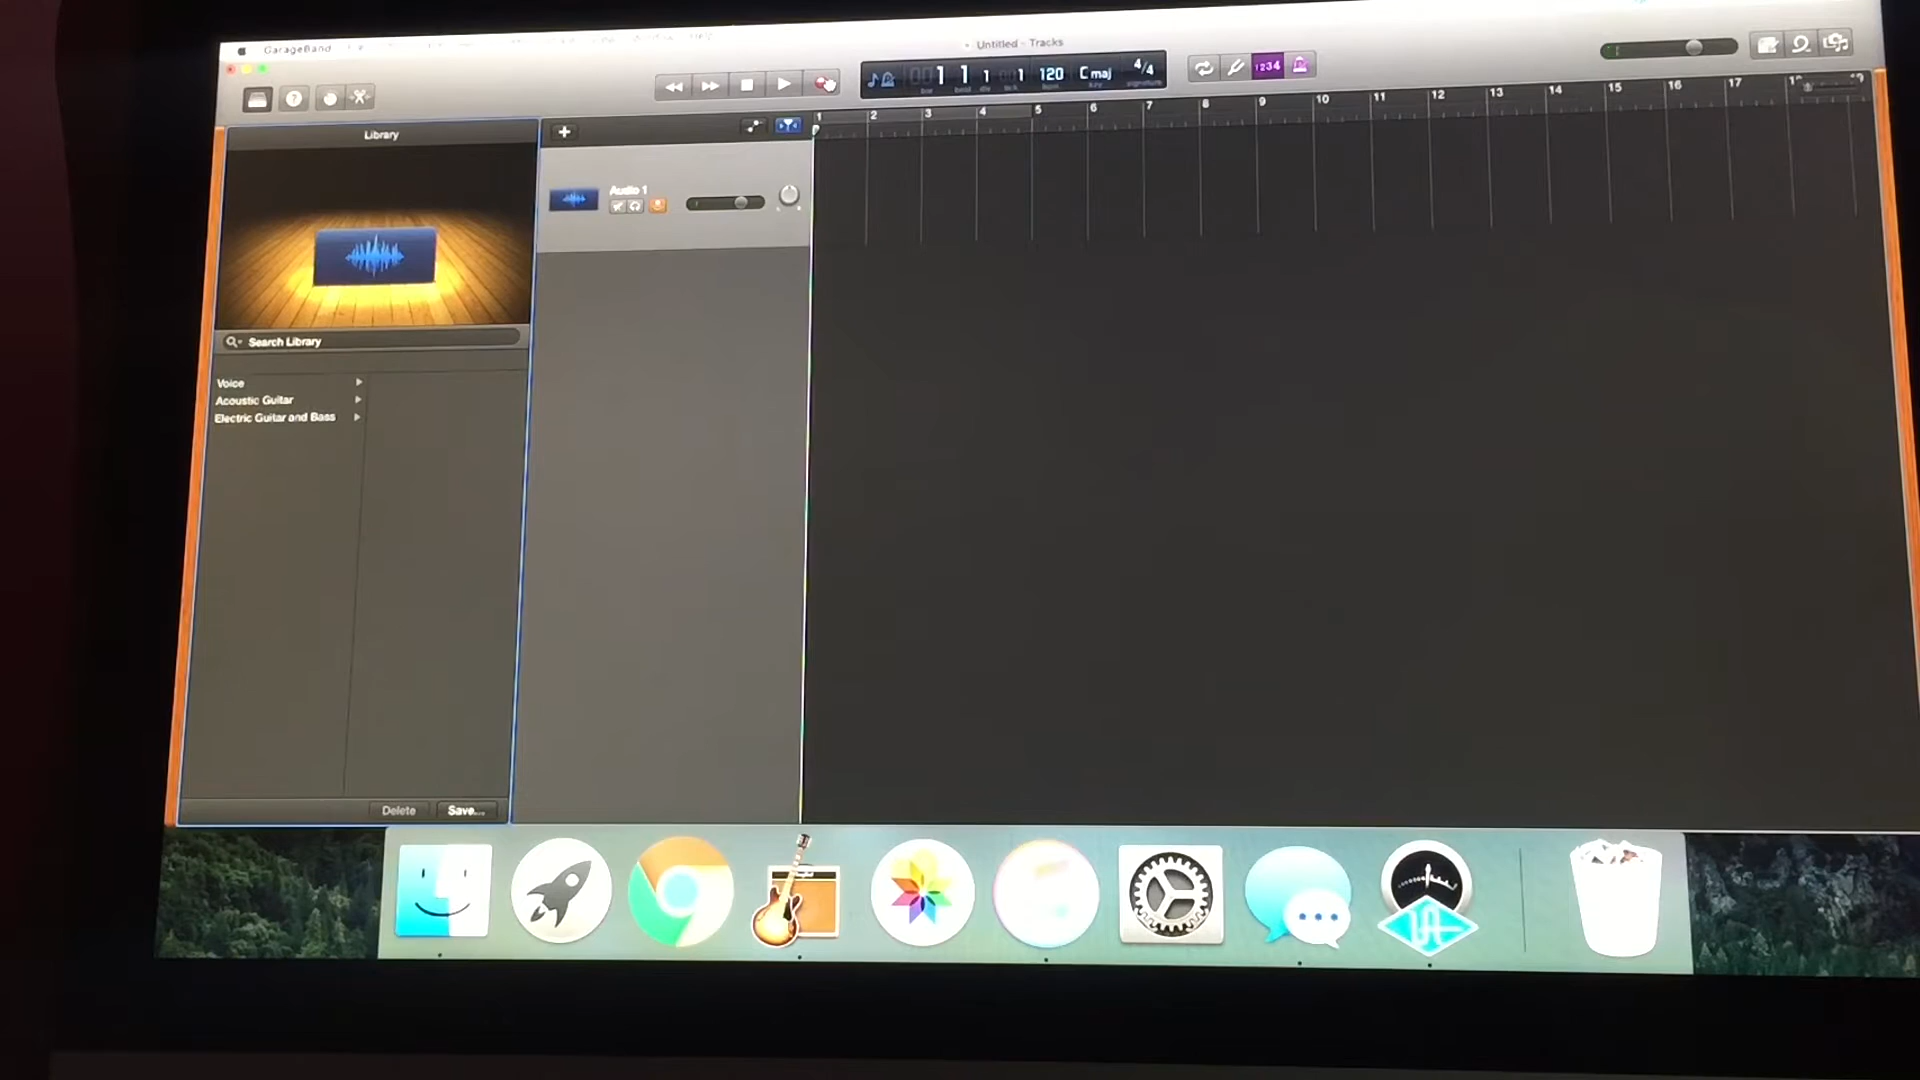 GarageBand
Untitled - Tracks
1 1 1 1 120 C maj 4/4
1234
Library
1 2 3 4 5 6 7 8 9 10 11 12 13 14 15 16 17
Audio 1
Search Library
Voice
Acoustic Guitar
Electric Guitar and Bass
Delete Save...